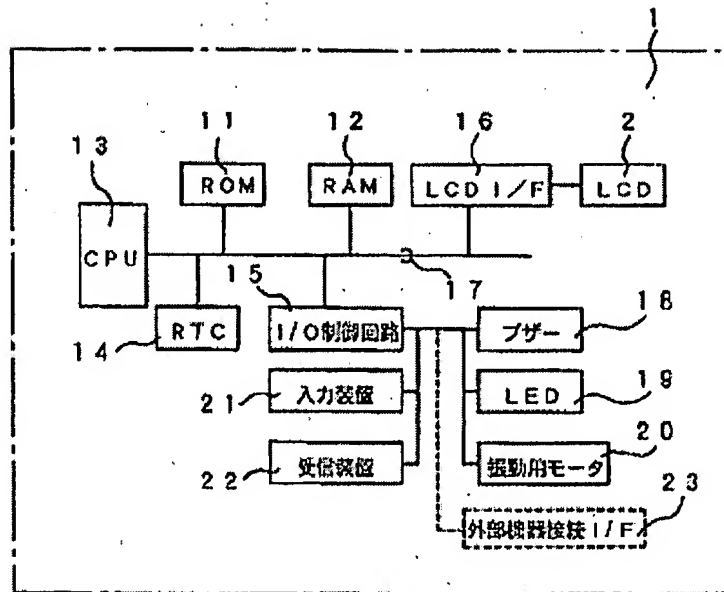 1
11
12
16
2
13
ROM
RAM
LCD I/F
LCD
CPU
15
17
18
14
RTC
I/O制御回路
ブザー
19
21
入力装置
LED
20
22
受信装置
振動用モータ
23
外部機器接続I/F